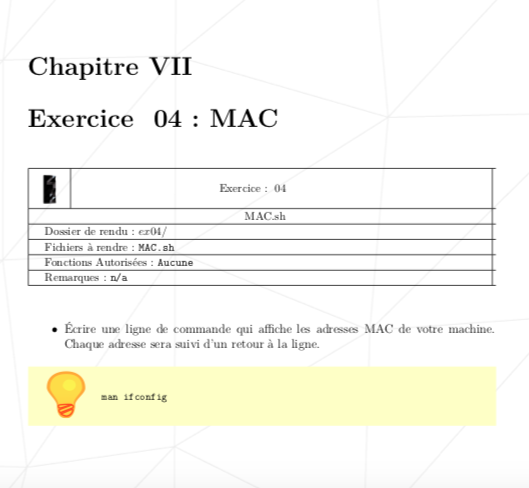 Chapitre VII
Exercice 04 : MAC
Exercice : 04
MAC.sh
Dossier de rendu : ex04/
Fichiers à rendre : MAC.sh
Fonctions Autorisées : Aucune
Remarques : n/a
• Écrire une ligne de commande qui affiche les adresses MAC de votre machine.
Chaque adresse sera suivi d'un retour à la ligne.
man ifconfig